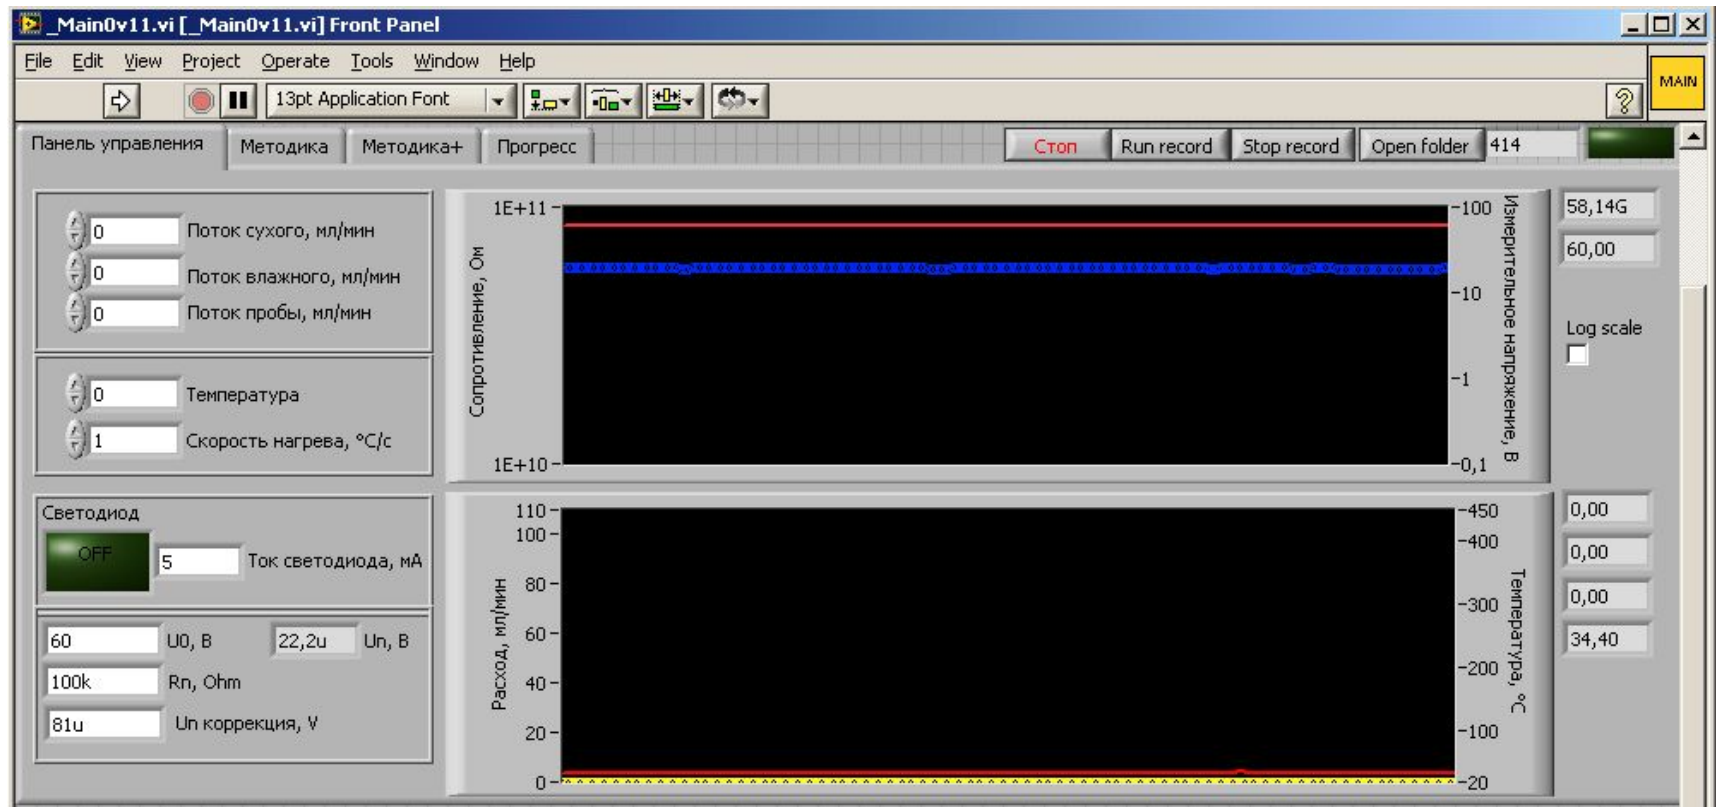 _Main0v11.vi [_Main0v11.vi] Front Panel
File Edit View Project Operate Tools Window Help
MAIN
13pt Application Font
Панель управления Методика Методика+ Прогресс Стоп Run record Stop record Open folder 414
0 Поток сухого, мл/мин
0 Поток влажного, мл/мин
0 Поток пробы, мл/мин
0 Температура
1 Скорость нагрева, °C/с
Светодиод
OFF 5 Ток светодиода, мА
60 U0, В 22,2u Un, В
100k Rn, Ohm
81u Un коррекция, V
Сопротивление, Ом
1E+11
1E+10
100
10
1
0,1
Измерительное напряжение, В
58,14G
60,00
Log scale
Расход, мл/мин
110
100
80
60
40
20
0
450
400
300
200
100
20
Температура, °C
0,00
0,00
0,00
34,40